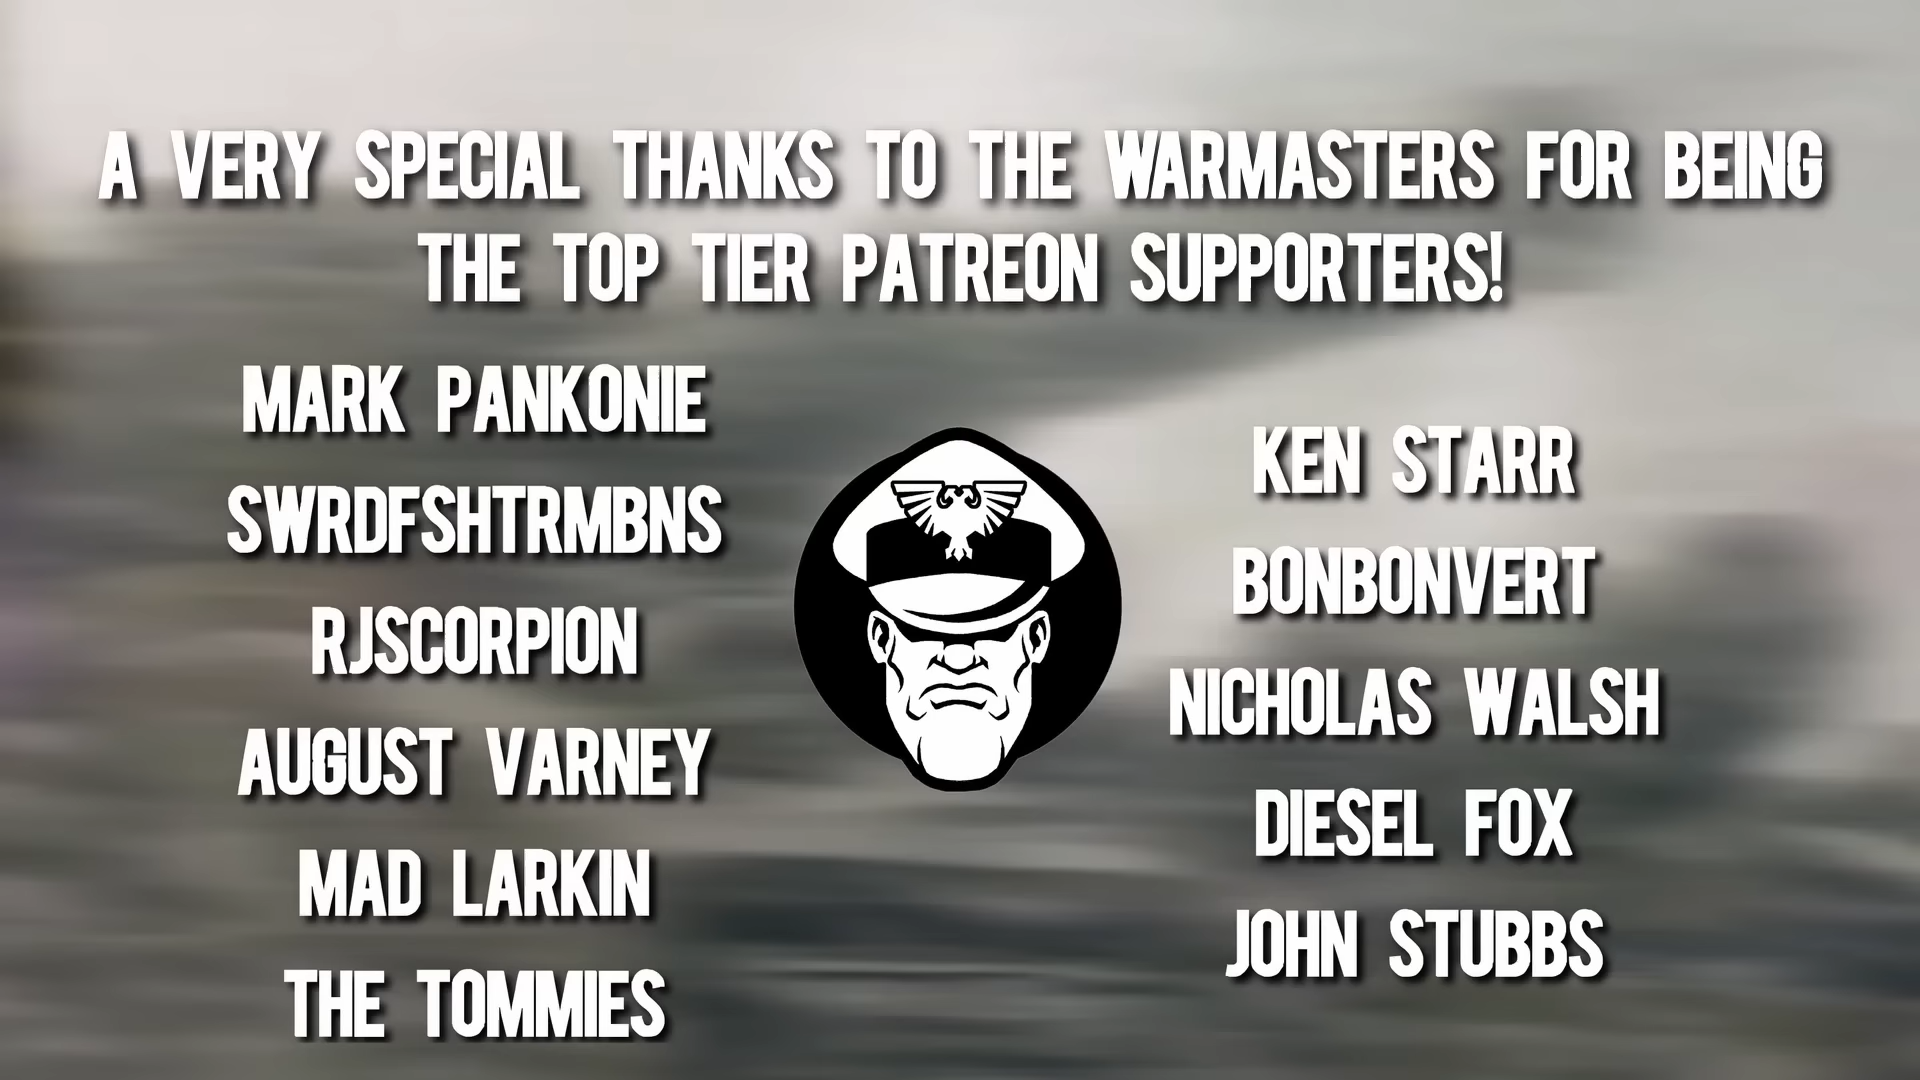 A VERY SPECIAL THANKS TO THE WARMASTERS FOR BEING
THE TOP TIER PATREON SUPPORTERS!
MARK PANKONIE
SWRDFSHTRMBNS
RJSCORPION
AUGUST VARNEY
MAD LARKIN
THE TOMMIES
KEN STARR
BONBONVERT
NICHOLAS WALSH
DIESEL FOX
JOHN STUBBS